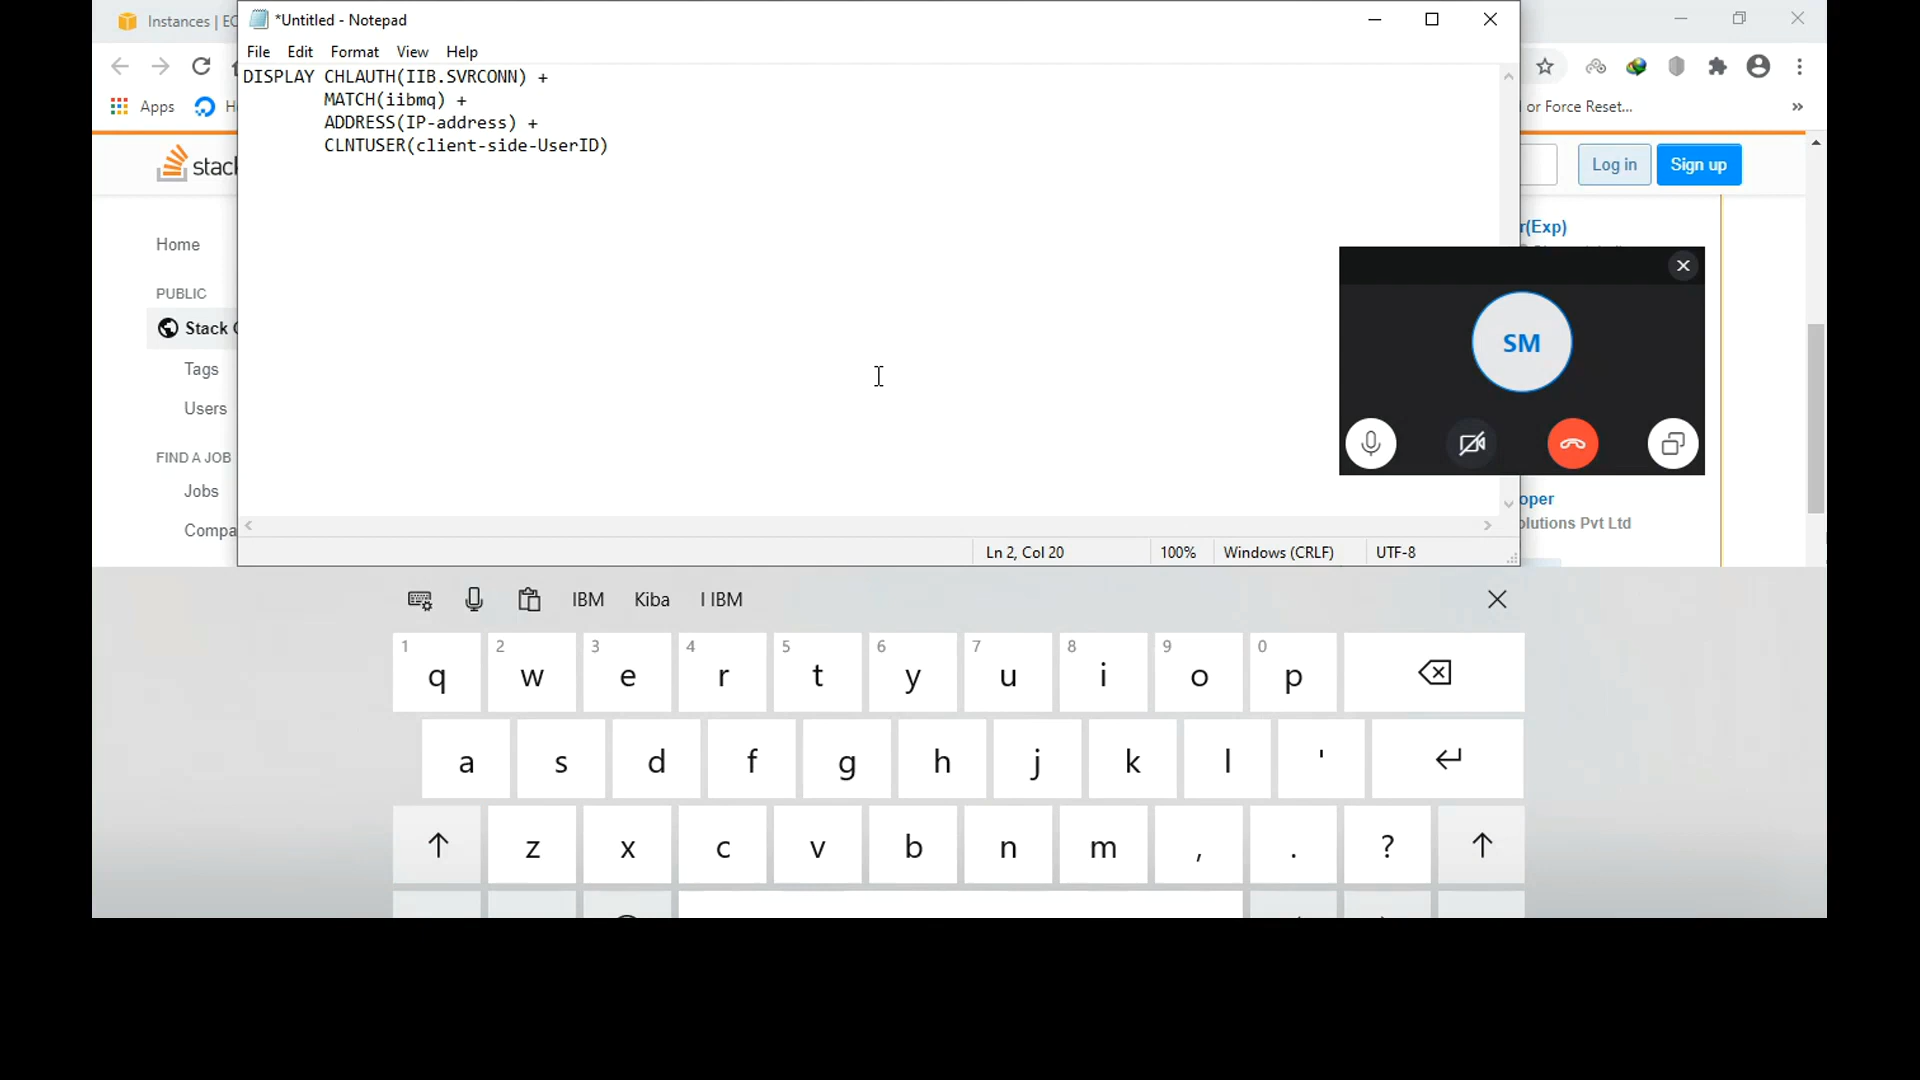 Instances | EC
*Untitled - Notepad
File Edit Format View Help
DISPLAY CHLAUTH(IIB.SVRCONN) +
MATCH(iibmq) +
ADDRESS(IP-address) +
CLNTUSER(client-side-UserID)
Apps
or Force Reset...
»
stack
Log in
Sign up
Home
PUBLIC
Stack
Tags
Users
FIND A JOB
Jobs
Compa
r(Exp)
SM
oper
olutions Pvt Ltd
Ln 2, Col 20
100%
Windows (CRLF)
UTF-8
IBM Kiba I IBM
1 2 3 4 5 6 7 8 9 0
q w e r t y u i o p
a s d f g h j k l '
z x c v b n m , . ?